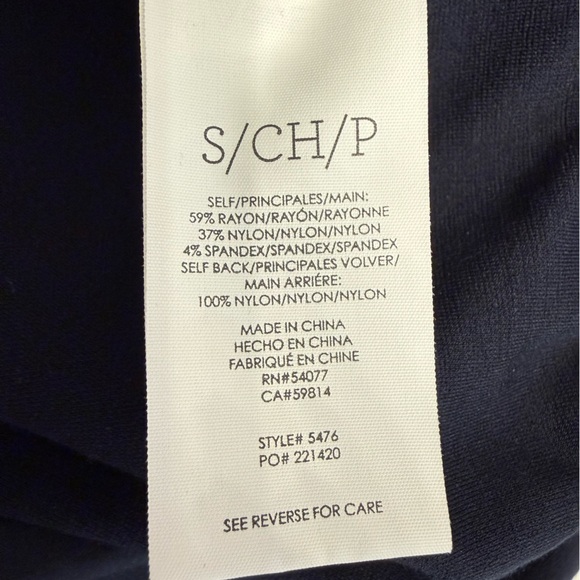 S/CH/P
SELF/PRINCIPALES/MAIN:
59% RAYON/RAYÓN/RAYONNE
37% NYLON/NYLON/NYLON
4% SPANDEX/SPANDEX/SPANDEX
SELF BACK/PRINCIPALES VOLVER/
MAIN ARRIÉRE:
100% NYLON/NYLON/NYLON
MADE IN CHINA
HECHO EN CHINA
FABRIQUÉ EN CHINE
RN#54077
CA#59814
STYLE# 5476
PO# 221420
SEE REVERSE FOR CARE